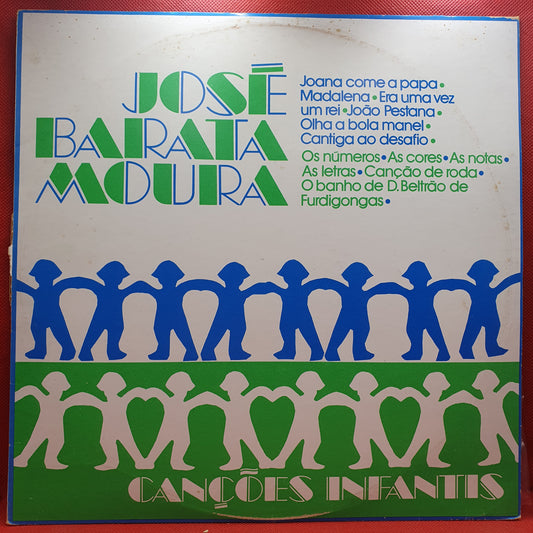 JOSÉ
BARATA
MOURA
Joana come a papa •
Madalena • Era uma vez
um rei • João Pestana •
Olha a bola manel •
Cantiga ao desafio •
Os números • As cores • As notas •
As letras • Canção de roda •
O banho de D. Beltrão de
Furdigongas •
CANÇÕES INFANTIS